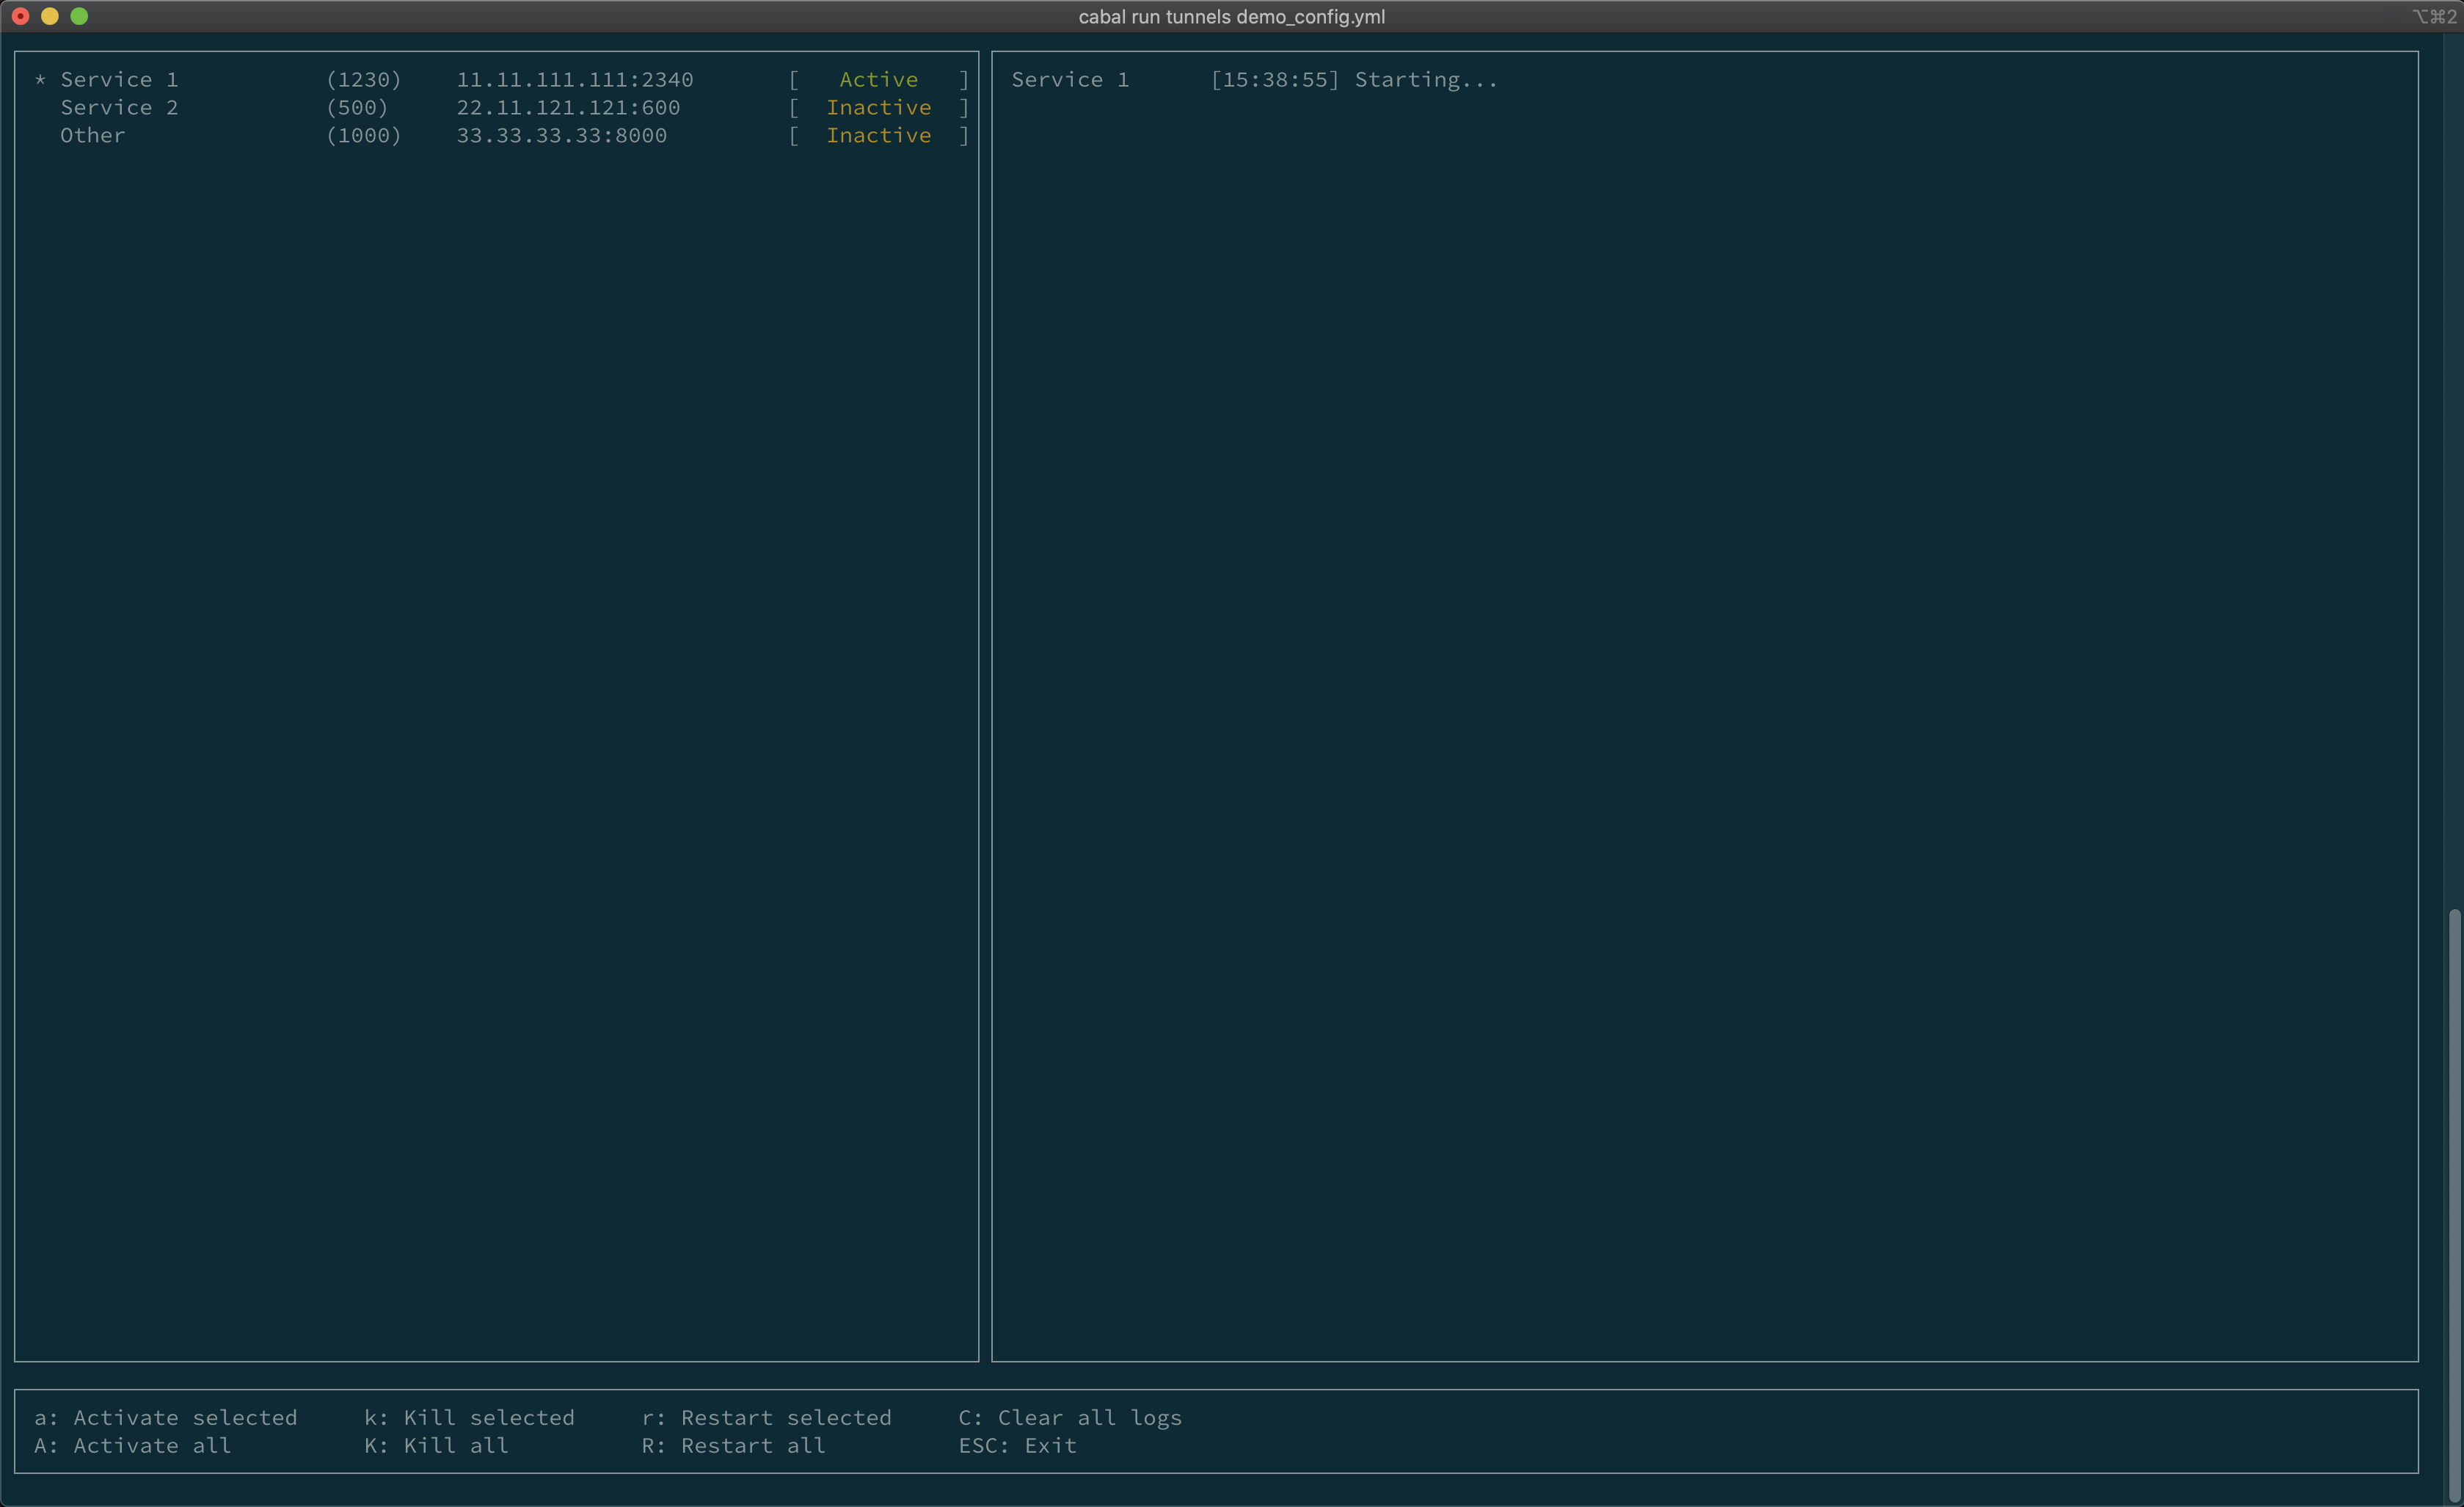 cabal run tunnels demo_config.yml
⌥⌘2
* Service 1 (1230) 11.11.111.111:2340 [ Active ]
Service 2 (500) 22.11.121.121:600 [ Inactive ]
Other (1000) 33.33.33.33:8000 [ Inactive ]
Service 1 [15:38:55] Starting...
a: Activate selected k: Kill selected r: Restart selected C: Clear all logs
A: Activate all K: Kill all R: Restart all ESC: Exit